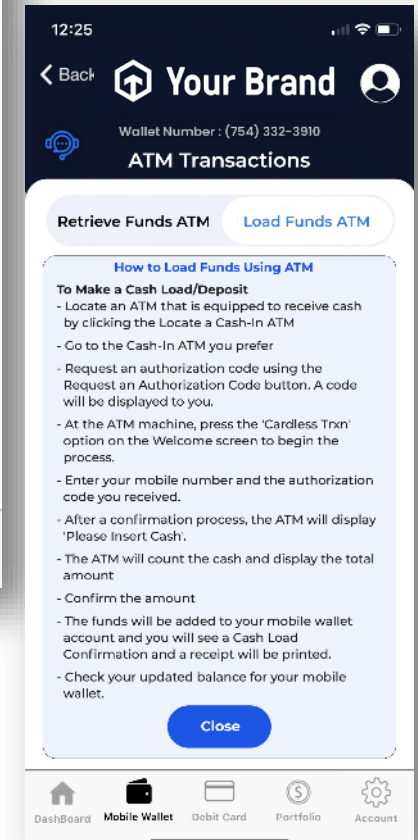 12:25
Back
Your Brand
Wallet Number : (754) 332-3910
ATM Transactions
Retrieve Funds ATM
Load Funds ATM
How to Load Funds Using ATM
To Make a Cash Load/Deposit
- Locate an ATM that is equipped to receive cash
by clicking the Locate a Cash-In ATM
- Go to the Cash-In ATM you prefer
- Request an authorization code using the
Request an Authorization Code button. A code
will be displayed to you.
- At the ATM machine, press the 'Cardless Trxn'
option on the Welcome screen to begin the
process.
- Enter your mobile number and the authorization
code you received.
- After a confirmation process, the ATM will display
'Please Insert Cash'.
- The ATM will count the cash and display the total
amount
- Confirm the amount
- The funds will be added to your mobile wallet
account and you will see a Cash Load
Confirmation and a receipt will be printed.
- Check your updated balance for your mobile
wallet.
Close
DashBoard
Mobile Wallet
Debit Card
Portfolio
Account